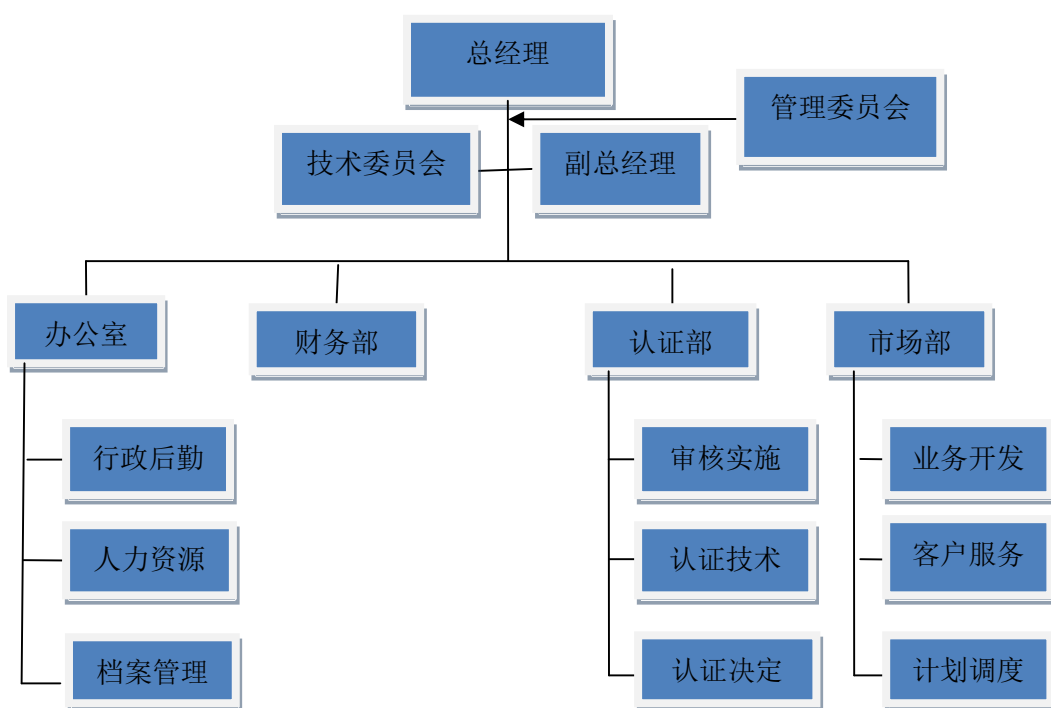 总经理
管理委员会
技术委员会
副总经理
办公室
财务部
认证部
市场部
行政后勤
审核实施
业务开发
人力资源
认证技术
客户服务
档案管理
认证决定
计划调度